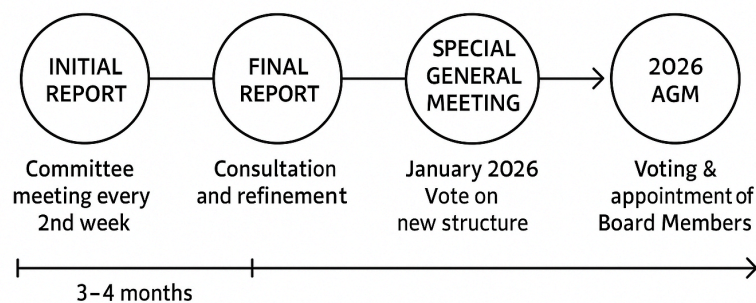 INITIAL
REPORT
FINAL
REPORT
SPECIAL
GENERAL
MEETING
2026
AGM
Committee
meeting every
2nd week
Consultation
and refinement
January 2026
Vote on
new structure
Voting &
appointment of
Board Members
3–4 months